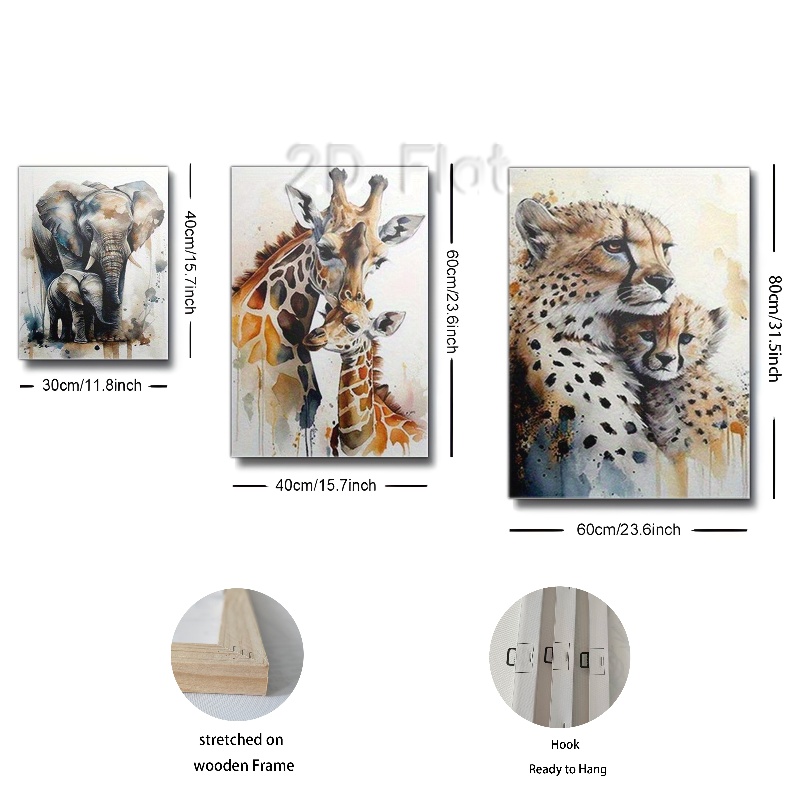 2D Flat
40cm/15.7inch
30cm/11.8inch
60cm/23.6inch
40cm/15.7inch
80cm/31.5inch
60cm/23.6inch
stretched on
wooden Frame
Hook
Ready to Hang